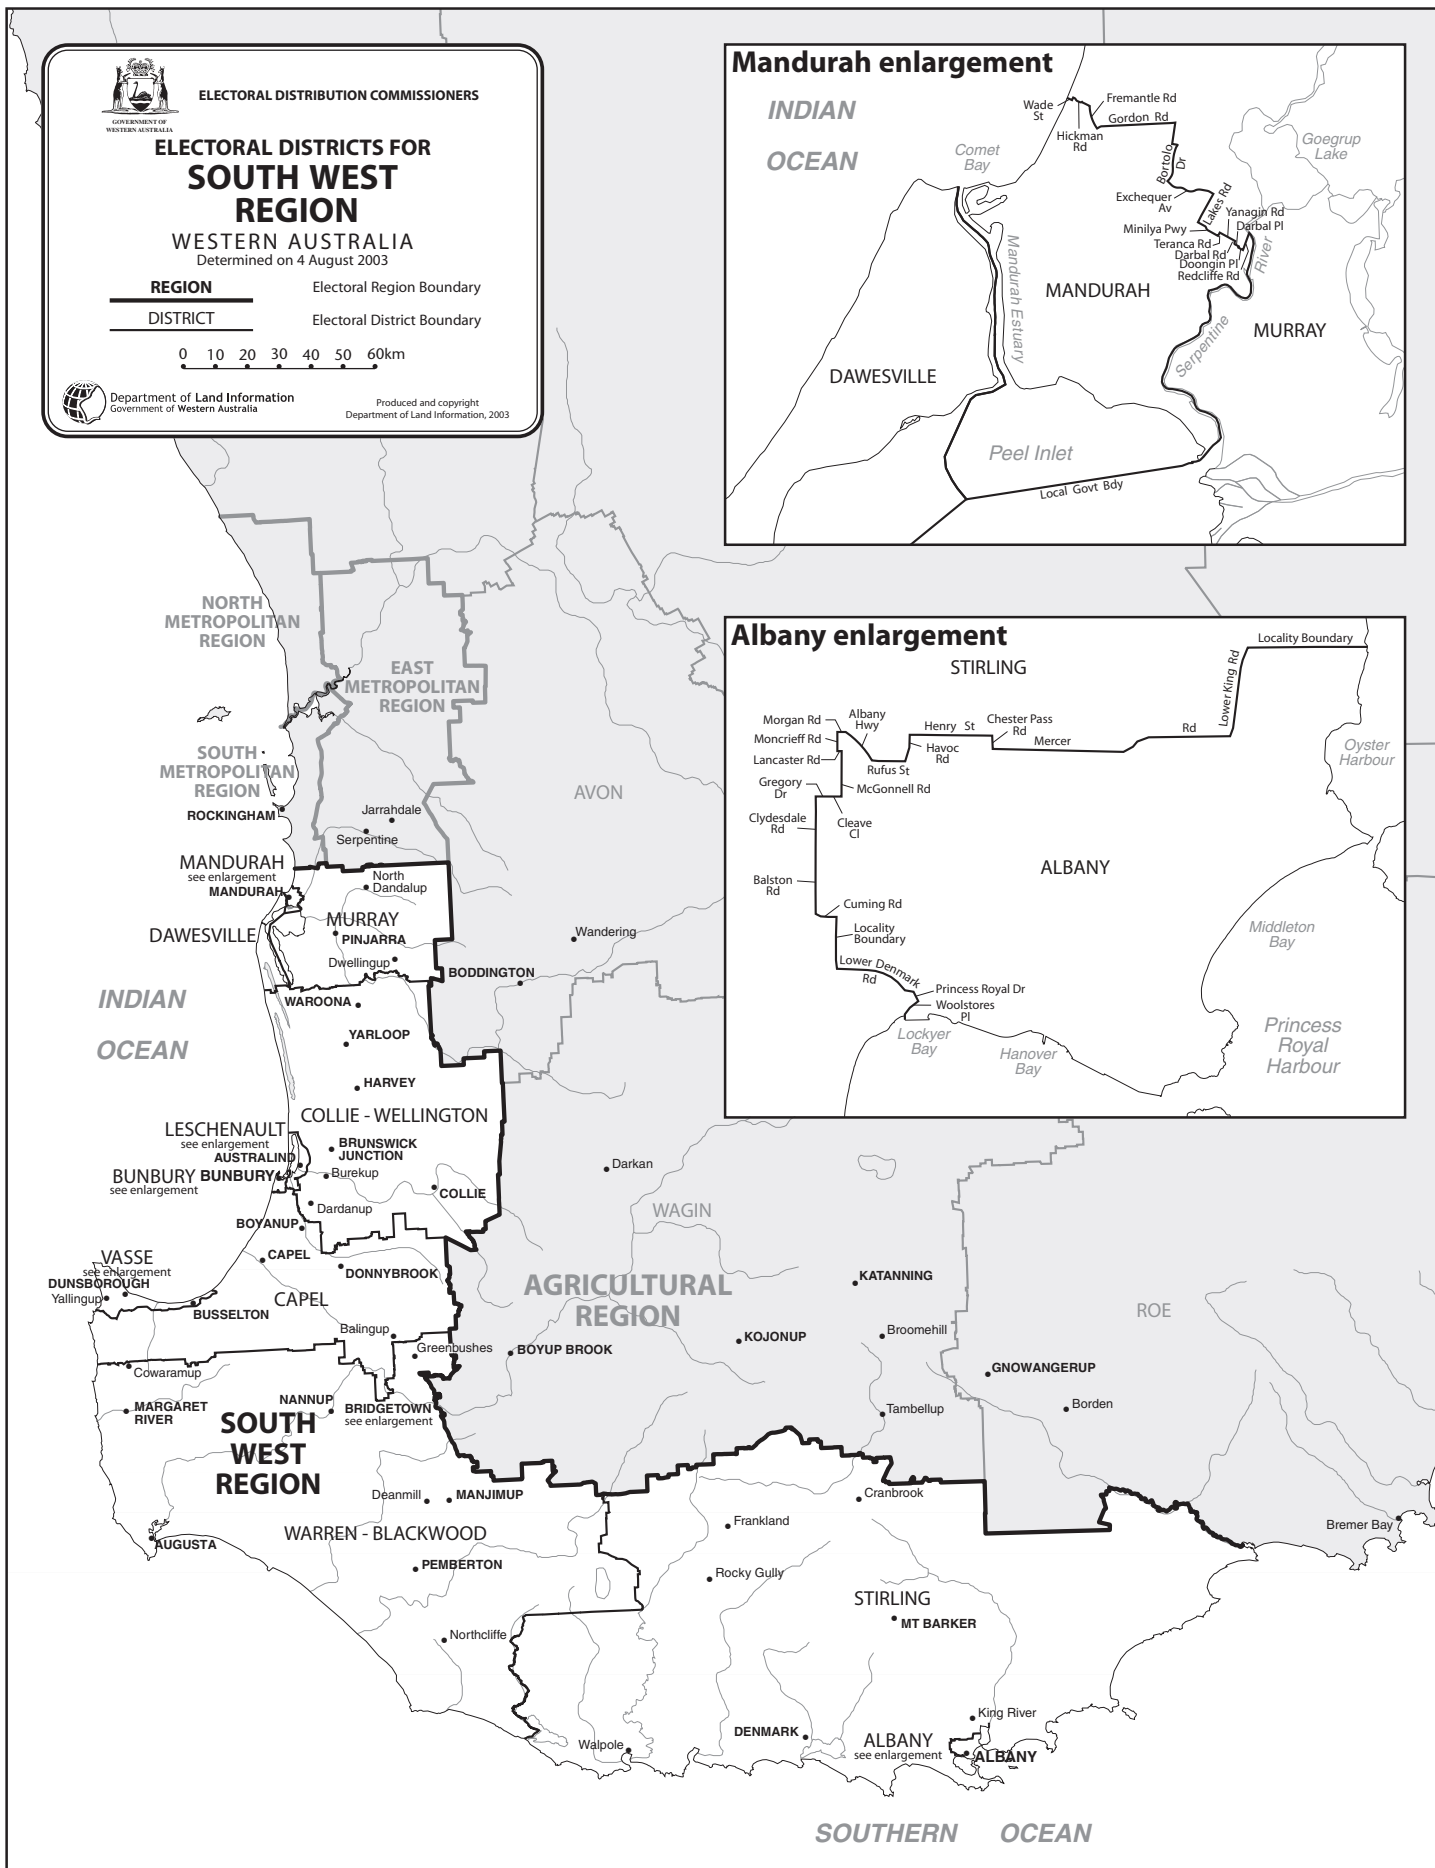 GOVERNMENT OF
WESTERN AUSTRALIA
ELECTORAL DISTRIBUTION COMMISSIONERS
ELECTORAL DISTRICTS FOR
SOUTH WEST
REGION
WESTERN AUSTRALIA
Determined on 4 August 2003
REGION
Electoral Region Boundary
DISTRICT
Electoral District Boundary
0 10 20 30 40 50 60km
Department of Land Information
Government of Western Australia
Produced and copyright
Department of Land Information, 2003
Mandurah enlargement
INDIAN
OCEAN
Comet
Bay
Wade
St
Hickman
Rd
Fremantle Rd
Gordon Rd
Bortolo
Dr
Goegrup
Lake
Exchequer
Av
Lakes Rd
Yanagin Rd
Darbal Pl
Minilya Pwy
Teranca Rd
Darbal Rd
Doongin Pl
Redcliffe Rd
River
Serpentine
Mandurah Estuary
MANDURAH
MURRAY
DAWESVILLE
Peel Inlet
Local Govt Bdy
Albany enlargement
STIRLING
Locality Boundary
Lower King Rd
Morgan Rd
Albany
Hwy
Henry St
Chester Pass
Rd
Mercer
Rd
Moncrieff Rd
Havoc
Rd
Lancaster Rd
Rufus St
Oyster
Harbour
Gregory
Dr
McGonnell Rd
Clydesdale
Rd
Cleave
Cl
ALBANY
Balston
Rd
Cuming Rd
Locality
Boundary
Middleton
Bay
Lower Denmark
Rd
Princess Royal Dr
Woolstores
Pl
Lockyer
Bay
Hanover
Bay
Princess
Royal
Harbour
NORTH
METROPOLITAN
REGION
EAST
METROPOLITAN
REGION
SOUTH
METROPOLITAN
REGION
AVON
ROCKINGHAM
Jarrahdale
Serpentine
MANDURAH
see enlargement
MANDURAH
North
Dandalup
MURRAY
PINJARRA
DAWESVILLE
Dwellingup
Wandering
BODDINGTON
INDIAN
OCEAN
WAROONA
YARLOOP
HARVEY
COLLIE - WELLINGTON
LESCHENAULT
see enlargement
AUSTRALIND
BRUNSWICK
JUNCTION
BUNBURY
see enlargement
BUNBURY
Burekup
COLLIE
Dardanup
Darkan
WAGIN
BOYANUP
VASSE
see enlargement
CAPEL
DONNYBROOK
DUNSBOROUGH
Yallingup
BUSSELTON
CAPEL
AGRICULTURAL
REGION
KATANNING
ROE
Balingup
Greenbushes
BOYUP BROOK
KOJONUP
Broomehill
GNOWANGERUP
Cowaramup
MARGARET
RIVER
NANNUP
BRIDGETOWN
see enlargement
Tambellup
Borden
SOUTH
WEST
REGION
Deanmill
MANJIMUP
Cranbrook
WARREN - BLACKWOOD
Frankland
Bremer Bay
AUGUSTA
PEMBERTON
Rocky Gully
STIRLING
MT BARKER
Northcliffe
King River
Walpole
DENMARK
ALBANY
see enlargement
ALBANY
SOUTHERN OCEAN